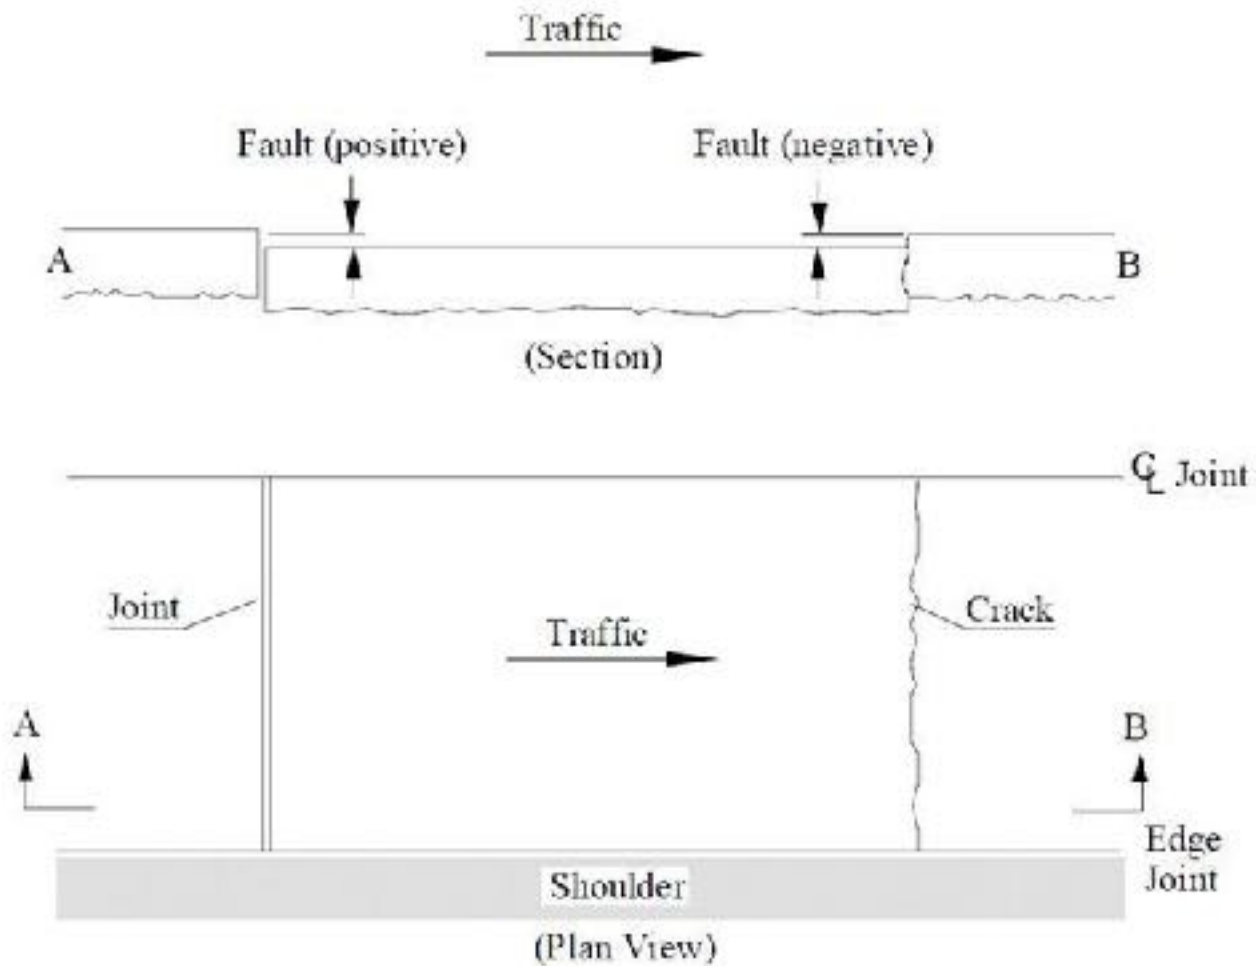 Traffic
Fault (positive)
Fault (negative)
A
B
(Section)
℄ Joint
Joint
Crack
Traffic
A
B
Edge
Joint
Shoulder
(Plan View)